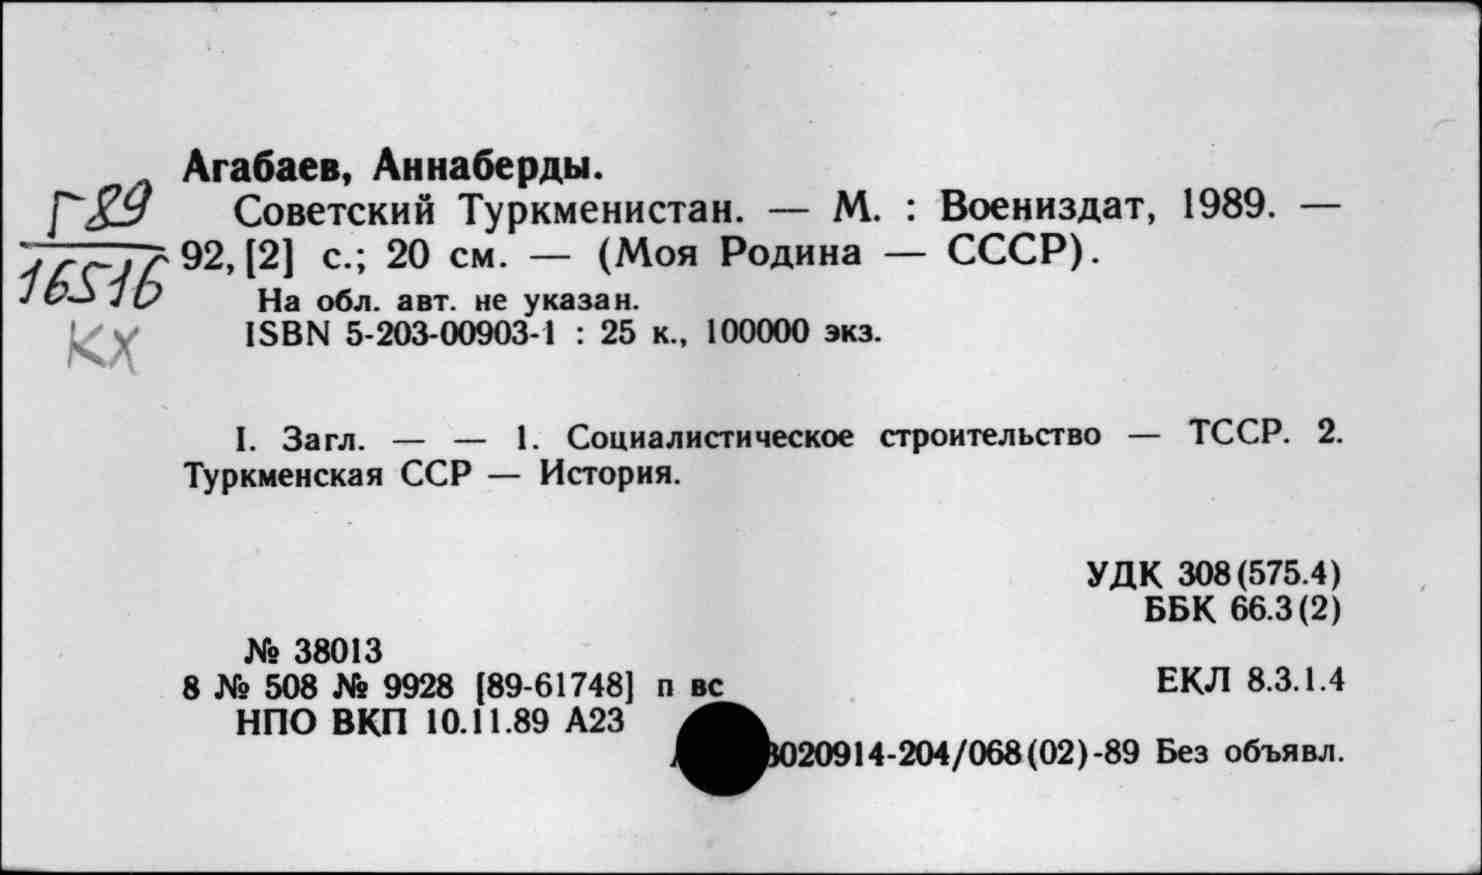 Агабаев, Аннаберды.
Г89 Советский Туркменистан. — М. : Воениздат, 1989. —
16516 92, [2] с.; 20 см. — (Моя Родина — СССР).
На обл. авт. не указан.
КХ ISBN 5-203-00903-1 : 25 к., 100000 экз.
I. Загл. — — 1. Социалистическое строительство — ТССР. 2.
Туркменская ССР — История.
УДК 308(575.4)
ББК 66.3(2)
№ 38013
8 № 508 № 9928 [89-61748] п вс ЕКЛ 8.3.1.4
НПО ВКП 10.11.89 А23
020914-204/068(02)-89 Без объявл.